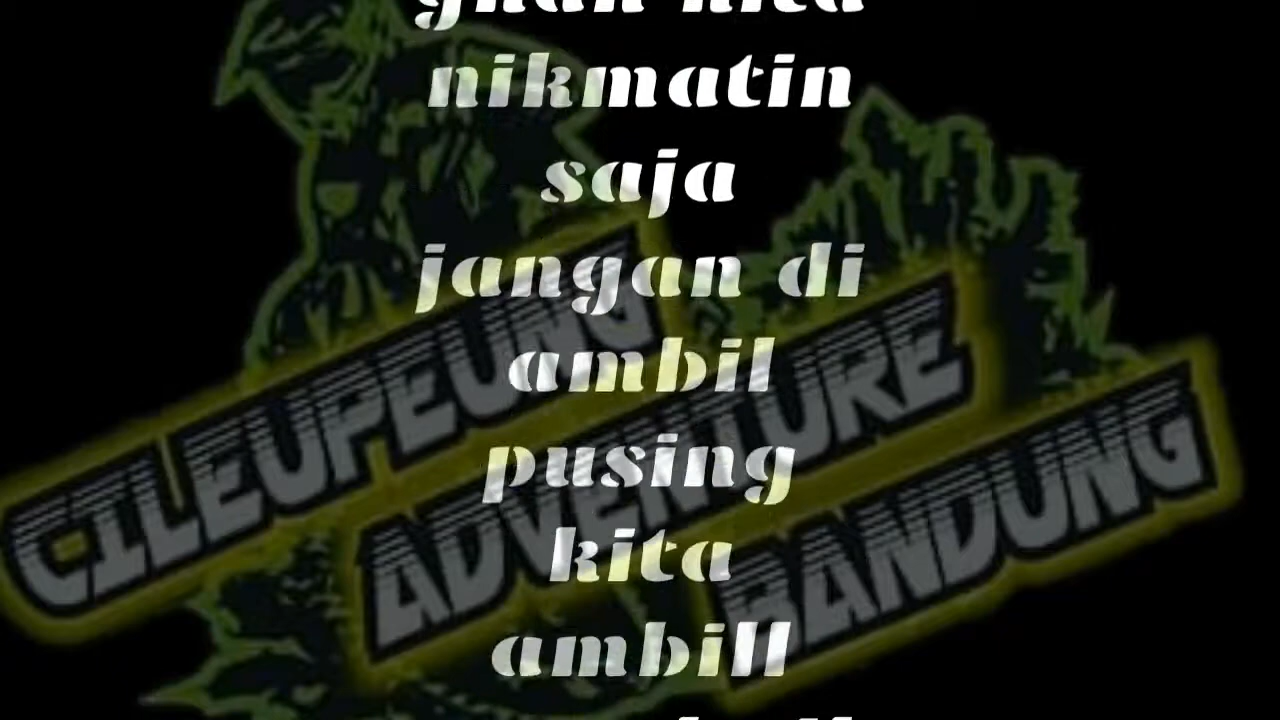 nikmatin
saja
jangan di
ambil
pusing
kita
ambill
CILEUPEUNG
ADVENTURE
BANDUNG